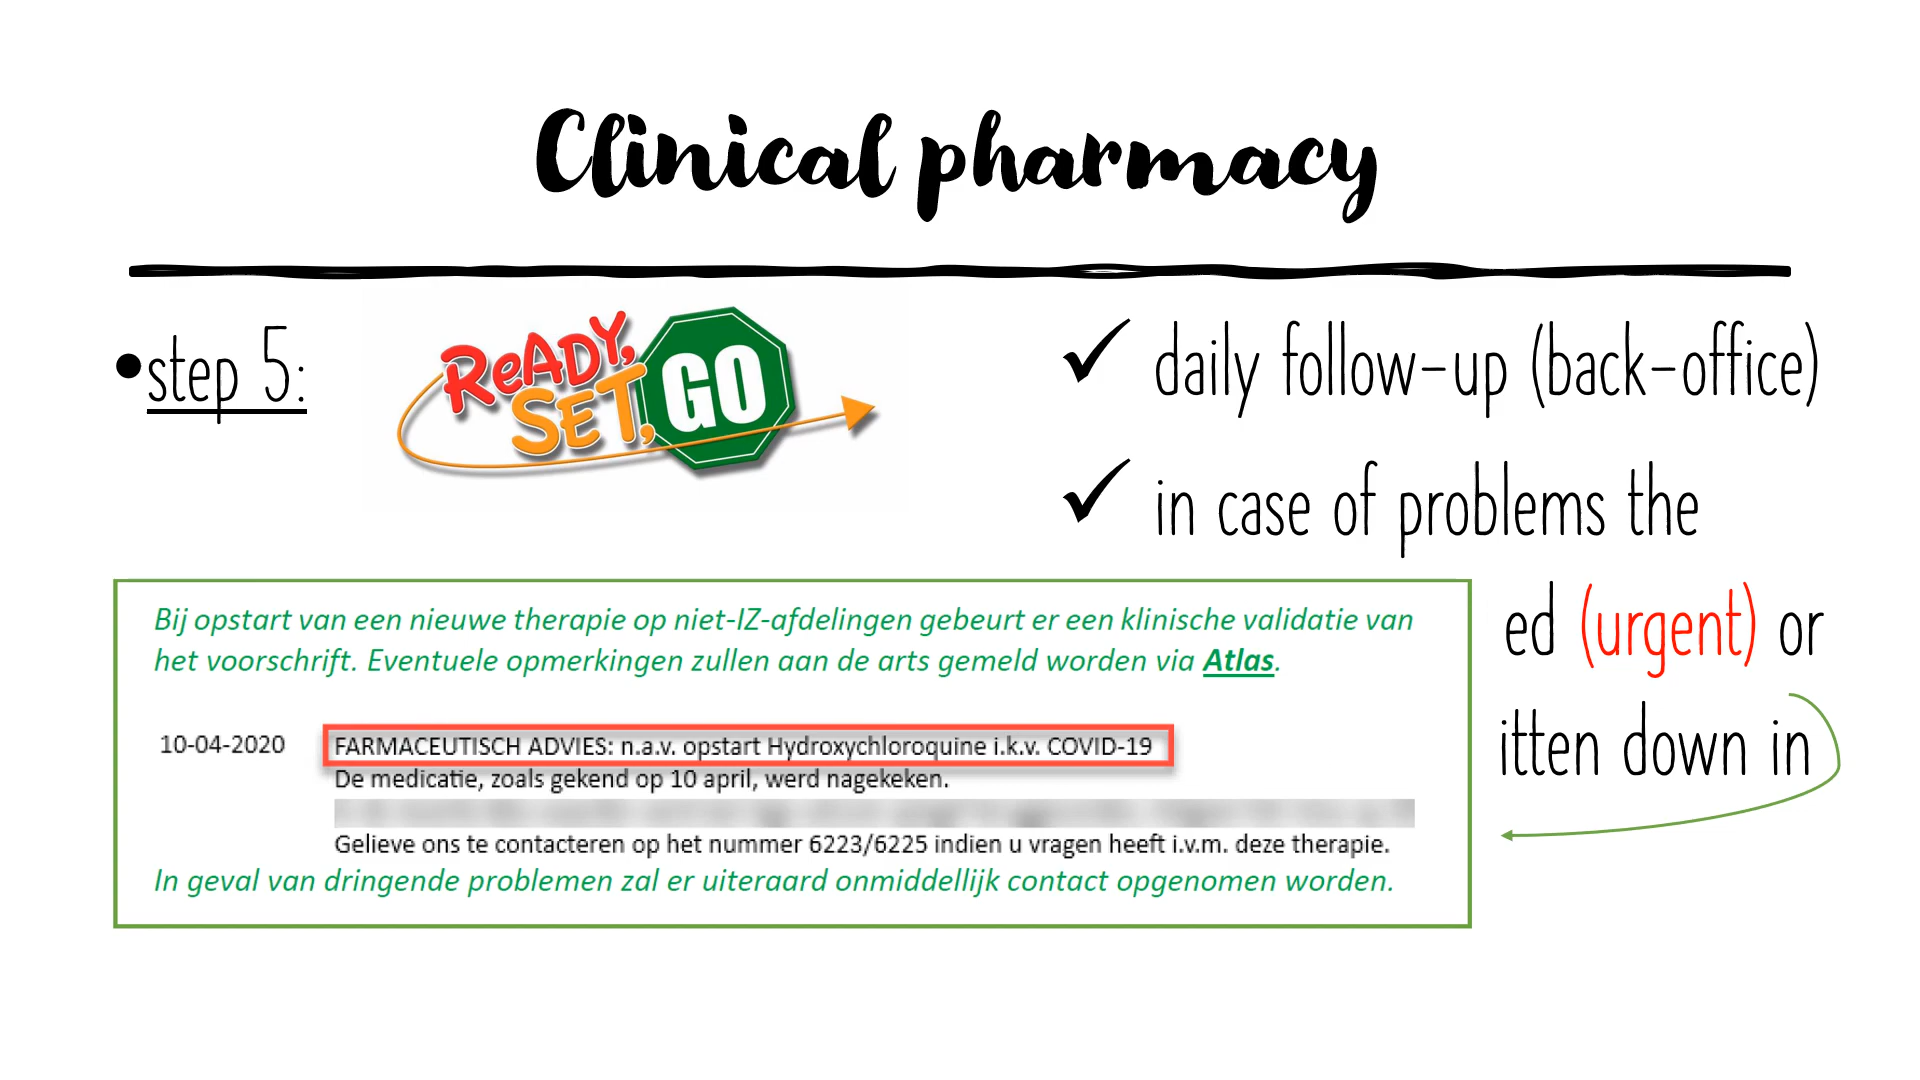 Clinical pharmacy
•step 5:
READY,
SET,
GO
✓ daily follow-up (back-office)
✓ in case of problems the
ed (urgent) or
itten down in
Bij opstart van een nieuwe therapie op niet-IZ-afdelingen gebeurt er een klinische validatie van
het voorschrift. Eventuele opmerkingen zullen aan de arts gemeld worden via Atlas.
10-04-2020 FARMACEUTISCH ADVIES: n.a.v. opstart Hydroxychloroquine i.k.v. COVID-19
De medicatie, zoals gekend op 10 april, werd nagekeken.
Gelieve ons te contacteren op het nummer 6223/6225 indien u vragen heeft i.v.m. deze therapie.
In geval van dringende problemen zal er uiteraard onmiddellijk contact opgenomen worden.